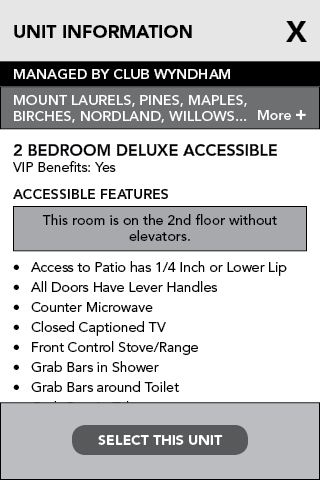 UNIT INFORMATION X
MANAGED BY CLUB WYNDHAM
MOUNT LAURELS, PINES, MAPLES,
BIRCHES, NORDLAND, WILLOWS... More +
2 BEDROOM DELUXE ACCESSIBLE
VIP Benefits: Yes
ACCESSIBLE FEATURES
This room is on the 2nd floor without
elevators.
• Access to Patio has 1/4 Inch or Lower Lip
• All Doors Have Lever Handles
• Counter Microwave
• Closed Captioned TV
• Front Control Stove/Range
• Grab Bars in Shower
• Grab Bars around Toilet
SELECT THIS UNIT